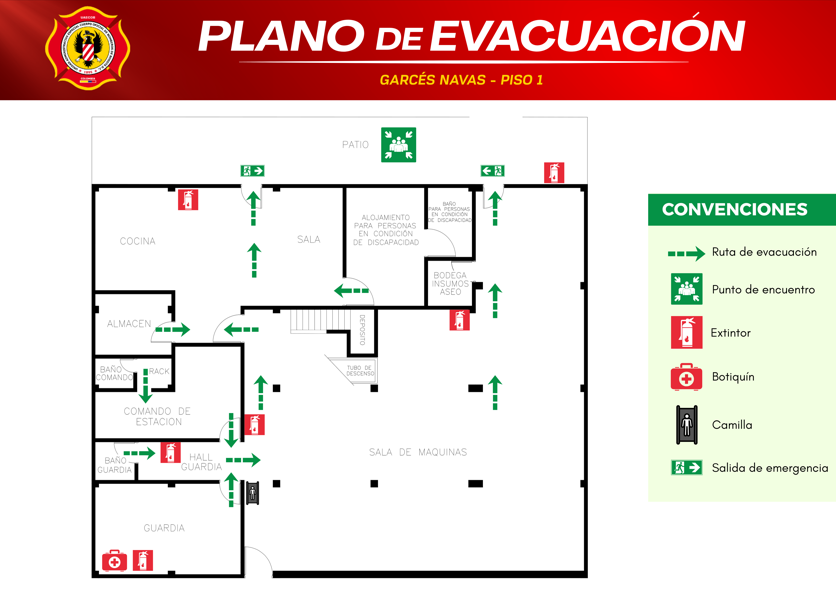 PLANO DE EVACUACIÓN
GARCÉS NAVAS - PISO 1
PATIO
COCINA
SALA
ALOJAMIENTO
PARA PERSONAS
EN CONDICIÓN
DE DISCAPACIDAD
BAÑO
PARA PERSONAS
EN CONDICIÓN
DE DISCAPACIDAD
BODEGA
INSUMOS
ASEO
ALMACEN
DEPOSITO
TUBO DE
DESCENSO
BAÑO
COMANDO
RACK
COMANDO DE
ESTACION
SALA DE MAQUINAS
BAÑO
GUARDIA
HALL
GUARDIA
GUARDIA
CONVENCIONES
Ruta de evacuación
Punto de encuentro
Extintor
Botiquín
Camilla
Salida de emergencia